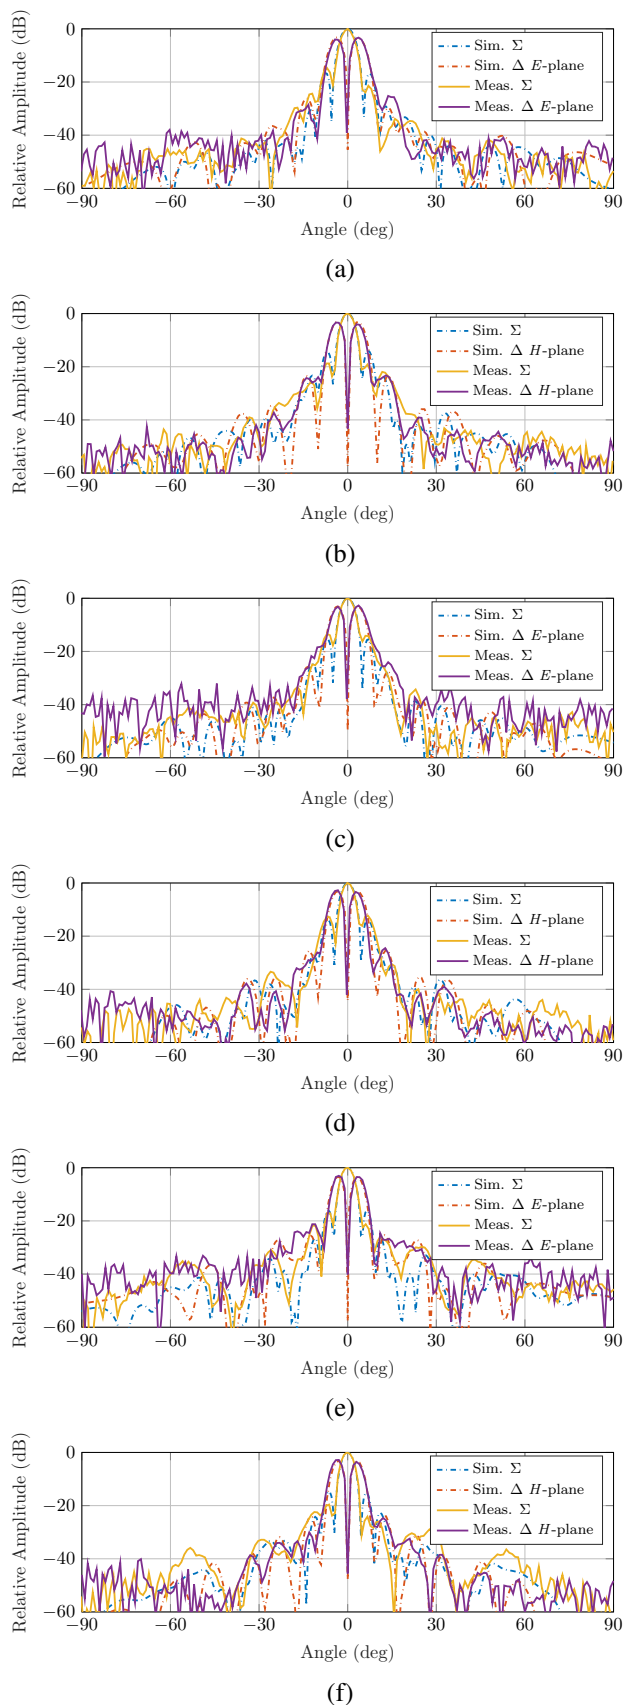 0
−20
−40
−60
Relative Amplitude (dB)
Sim. Σ
Sim. Δ E-plane
Meas. Σ
Meas. Δ E-plane
−90 −60 −30 0 30 60 90
Angle (deg)
(a)
0
−20
−40
−60
Relative Amplitude (dB)
Sim. Σ
Sim. Δ H-plane
Meas. Σ
Meas. Δ H-plane
−90 −60 −30 0 30 60 90
Angle (deg)
(b)
0
−20
−40
−60
Relative Amplitude (dB)
Sim. Σ
Sim. Δ E-plane
Meas. Σ
Meas. Δ E-plane
−90 −60 −30 0 30 60 90
Angle (deg)
(c)
0
−20
−40
−60
Relative Amplitude (dB)
Sim. Σ
Sim. Δ H-plane
Meas. Σ
Meas. Δ H-plane
−90 −60 −30 0 30 60 90
Angle (deg)
(d)
0
−20
−40
−60
Relative Amplitude (dB)
Sim. Σ
Sim. Δ E-plane
Meas. Σ
Meas. Δ E-plane
−90 −60 −30 0 30 60 90
Angle (deg)
(e)
0
−20
−40
−60
Relative Amplitude (dB)
Sim. Σ
Sim. Δ H-plane
Meas. Σ
Meas. Δ H-plane
−90 −60 −30 0 30 60 90
Angle (deg)
(f)